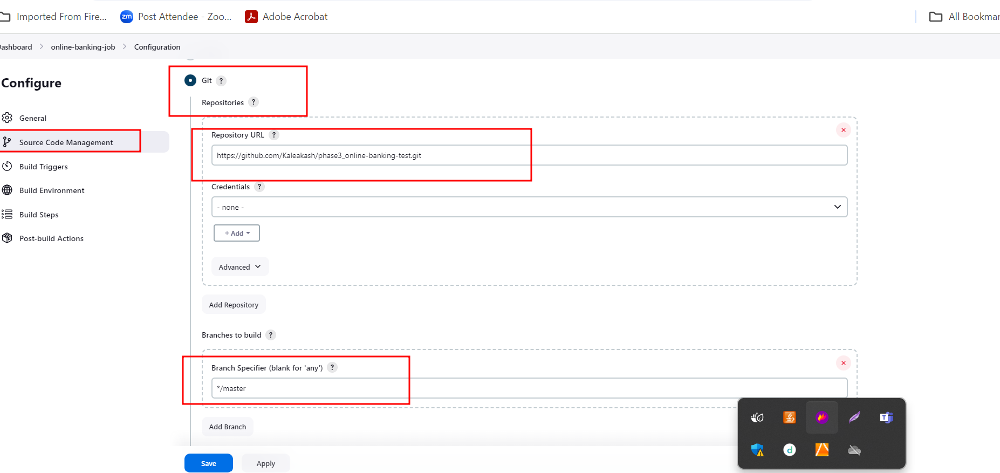 Imported From Fire...
zm Post Attendee - Zoo...
Adobe Acrobat
All Bookmar
Dashboard
online-banking-job
Configuration
Configure
General
Source Code Management
Build Triggers
Build Environment
Build Steps
Post-build Actions
Git ?
Repositories ?
Repository URL ?
https://github.com/Kaleakash/phase3_online-banking-test.git
Credentials ?
- none -
+ Add
Advanced
Add Repository
Branches to build ?
Branch Specifier (blank for 'any') ?
*/master
Add Branch
Save
Apply
T
d